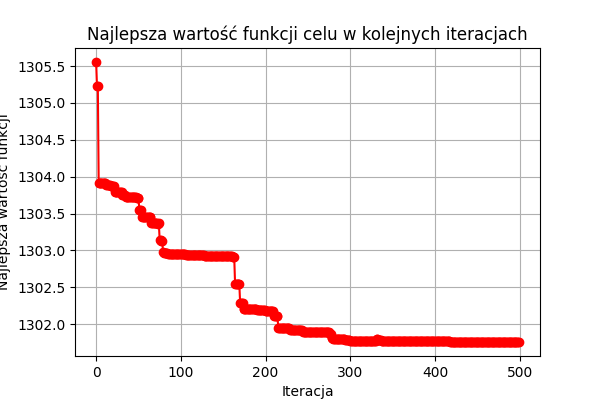 Najlepsza wartość funkcji celu w kolejnych iteracjach
Najlepsza wartość funkcji
1305.5
1305.0
1304.5
1304.0
1303.5
1303.0
1302.5
1302.0
0 100 200 300 400 500
Iteracja